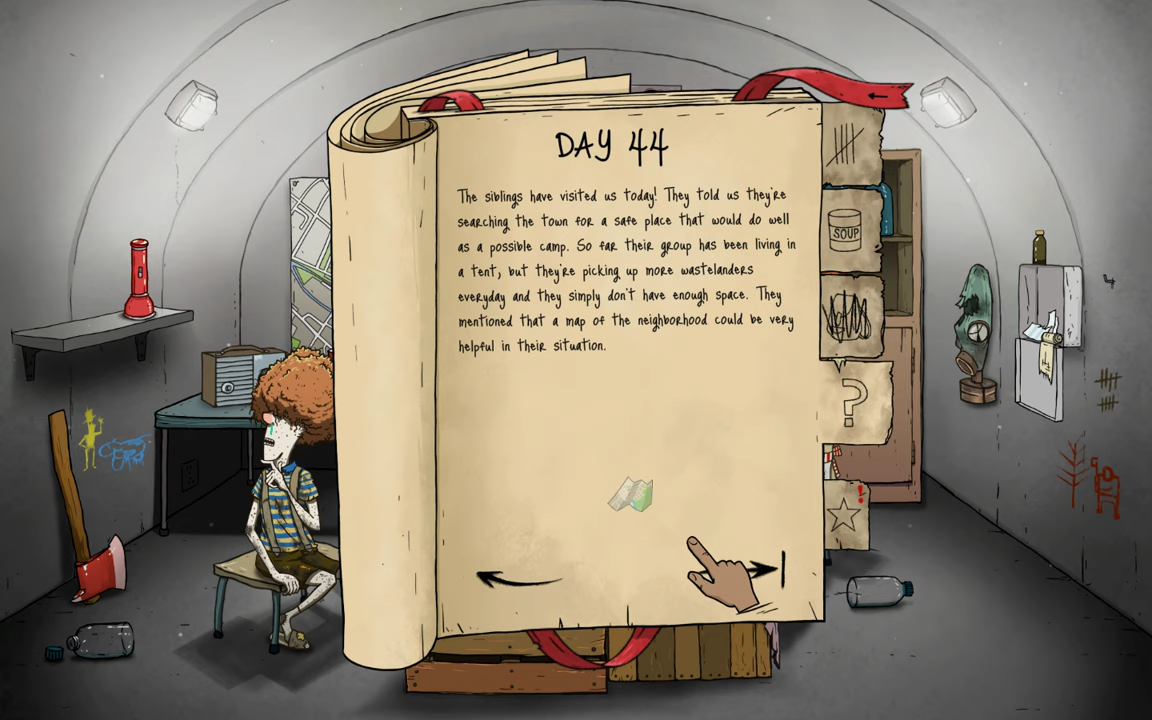 DAY 44
The siblings have visited us today! They told us they're
searching the town for a safe place that would do well
as a possible camp. So far their group has been living in
a tent, but they're picking up more wastelanders
everyday and they simply don't have enough space. They
mentioned that a map of the neighborhood could be very
helpful in their situation.
SOUP
?
!